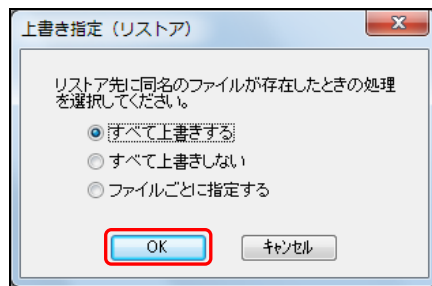 上書き指定（リストア）
リストア先に同名のファイルが存在したときの処理
を選択してください。
すべて上書きする
すべて上書きしない
ファイルごとに指定する
OK
キャンセル